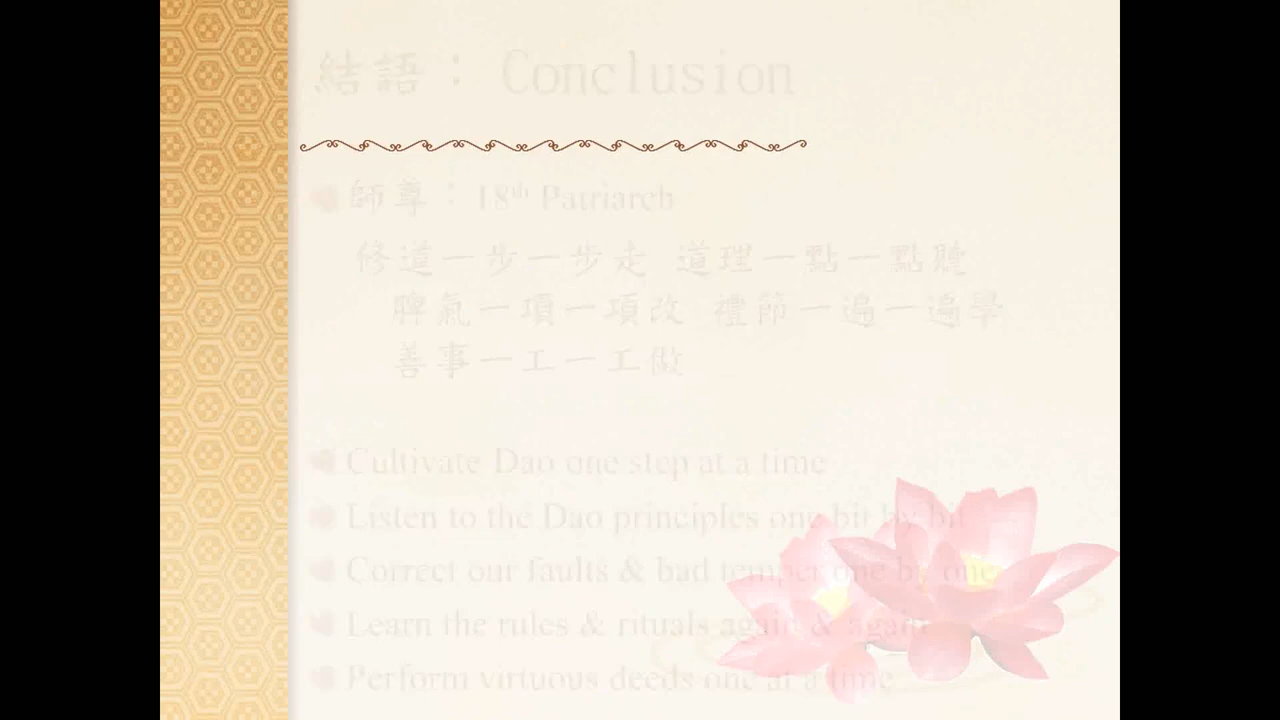 結語： Conclusion
師尊：18th Patriarch
修道一步一步走 道理一點一點聽
脾氣一項一項改 禮節一遍一遍學
善事一工一工做
Cultivate Dao one step at a time
Listen to the Dao principles one bit by bit
Correct our faults & bad temper one by one
Learn the rules & rituals again & again
Perform virtuous deeds one at a time